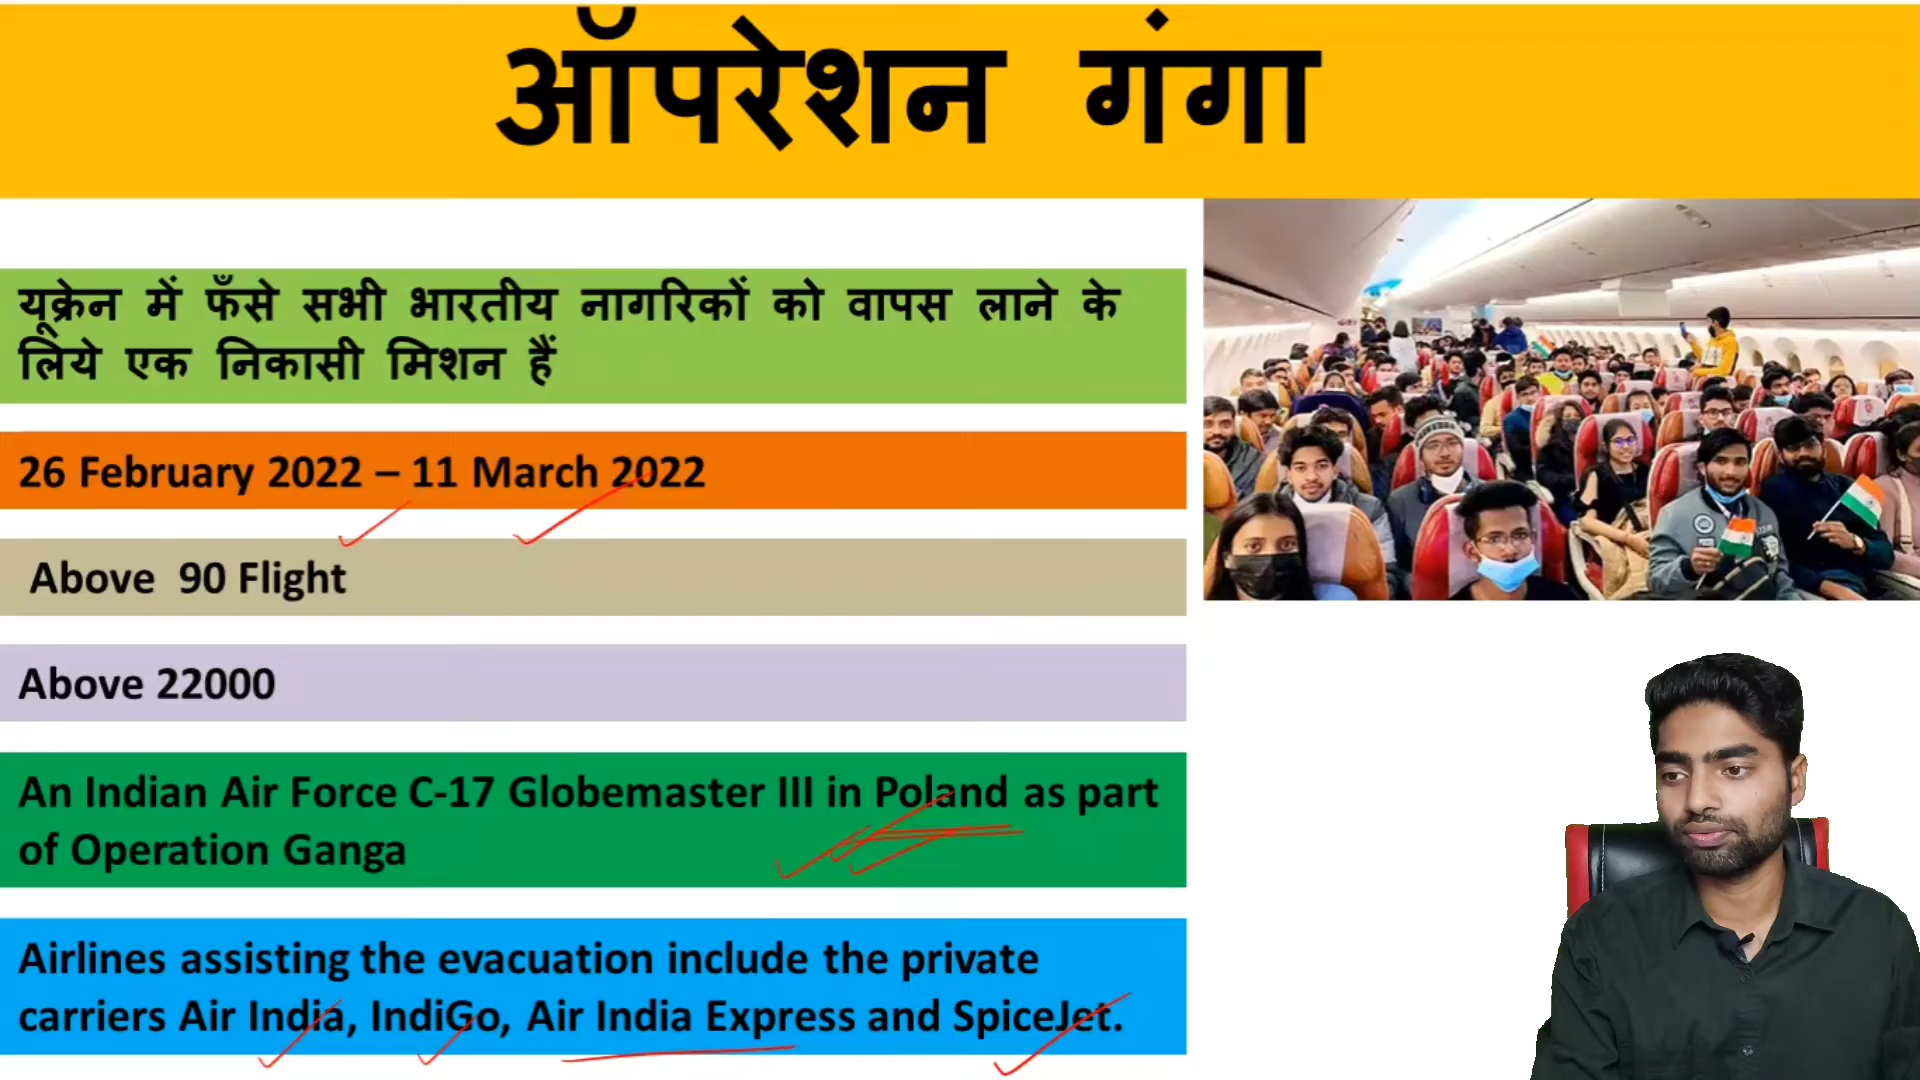 ऑपरेशन गंगा
यूक्रेन में फँसे सभी भारतीय नागरिकों को वापस लाने के
लिये एक निकासी मिशन हैं
26 February 2022 – 11 March 2022
Above 90 Flight
Above 22000
An Indian Air Force C-17 Globemaster III in Poland as part
of Operation Ganga
Airlines assisting the evacuation include the private
carriers Air India, IndiGo, Air India Express and SpiceJet.